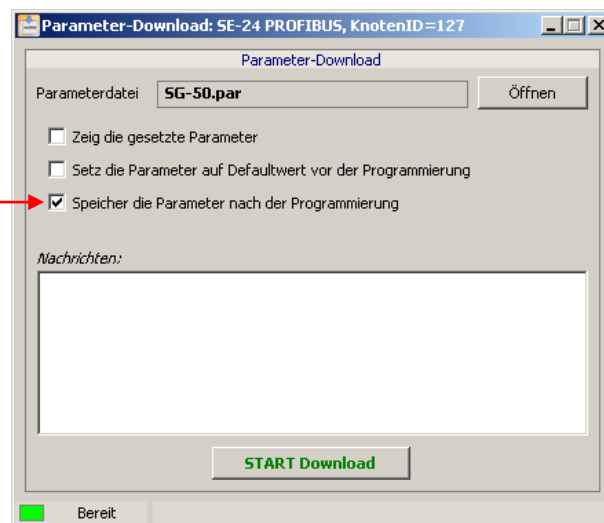 Parameter-Download: SE-24 PROFIBUS, KnotenID=127
Parameter-Download
Parameterdatei SG-50.par Öffnen
Zeig die gesetzte Parameter
Setz die Parameter auf Defaultwert vor der Programmierung
Speicher die Parameter nach der Programmierung
Nachrichten:
START Download
Bereit